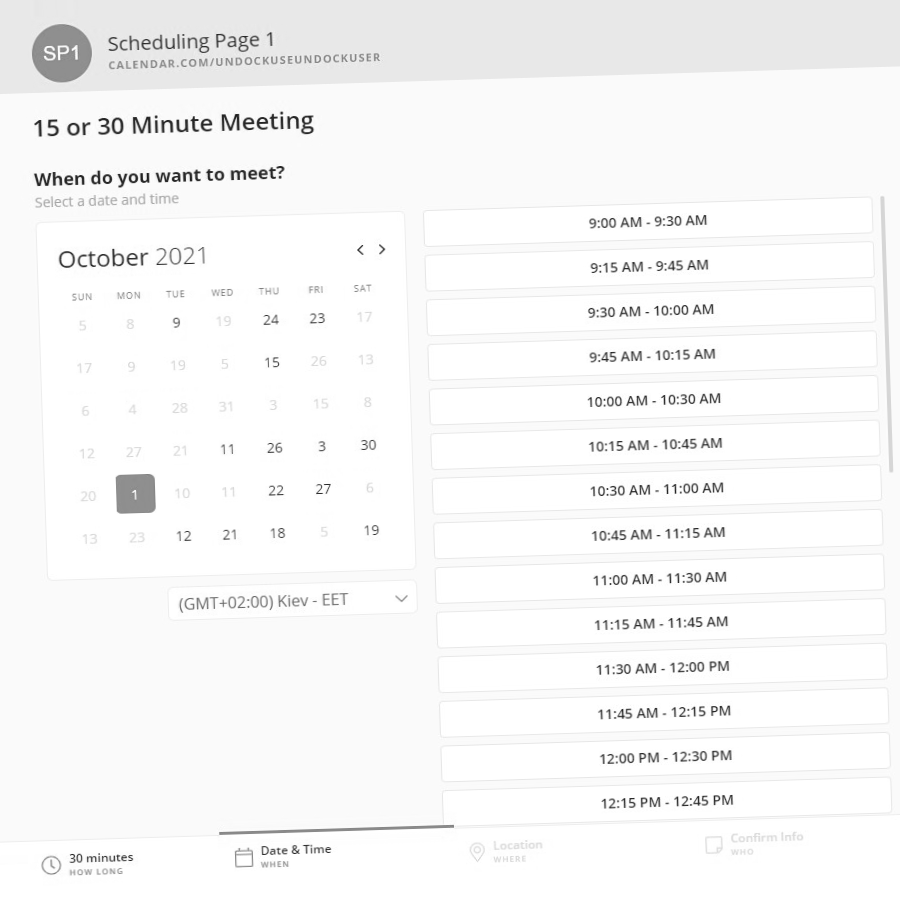 SP1
Scheduling Page 1
CALENDAR.COM/UNDOCKUSEUNDOCKUSER
15 or 30 Minute Meeting
When do you want to meet?
Select a date and time
October 2021
SUN MON TUE WED THU FRI SAT
5 8 9 19 24 23 17
17 9 19 5 15 26 13
6 4 28 31 3 15 8
12 27 21 11 26 3 30
20 1 10 11 22 27 6
13 23 12 21 18 5 19
(GMT+02:00) Kiev - EET
9:00 AM - 9:30 AM
9:15 AM - 9:45 AM
9:30 AM - 10:00 AM
9:45 AM - 10:15 AM
10:00 AM - 10:30 AM
10:15 AM - 10:45 AM
10:30 AM - 11:00 AM
10:45 AM - 11:15 AM
11:00 AM - 11:30 AM
11:15 AM - 11:45 AM
11:30 AM - 12:00 PM
11:45 AM - 12:15 PM
12:00 PM - 12:30 PM
12:15 PM - 12:45 PM
30 minutes
HOW LONG
Date & Time
WHEN
Location
WHERE
Confirm Info
WHO